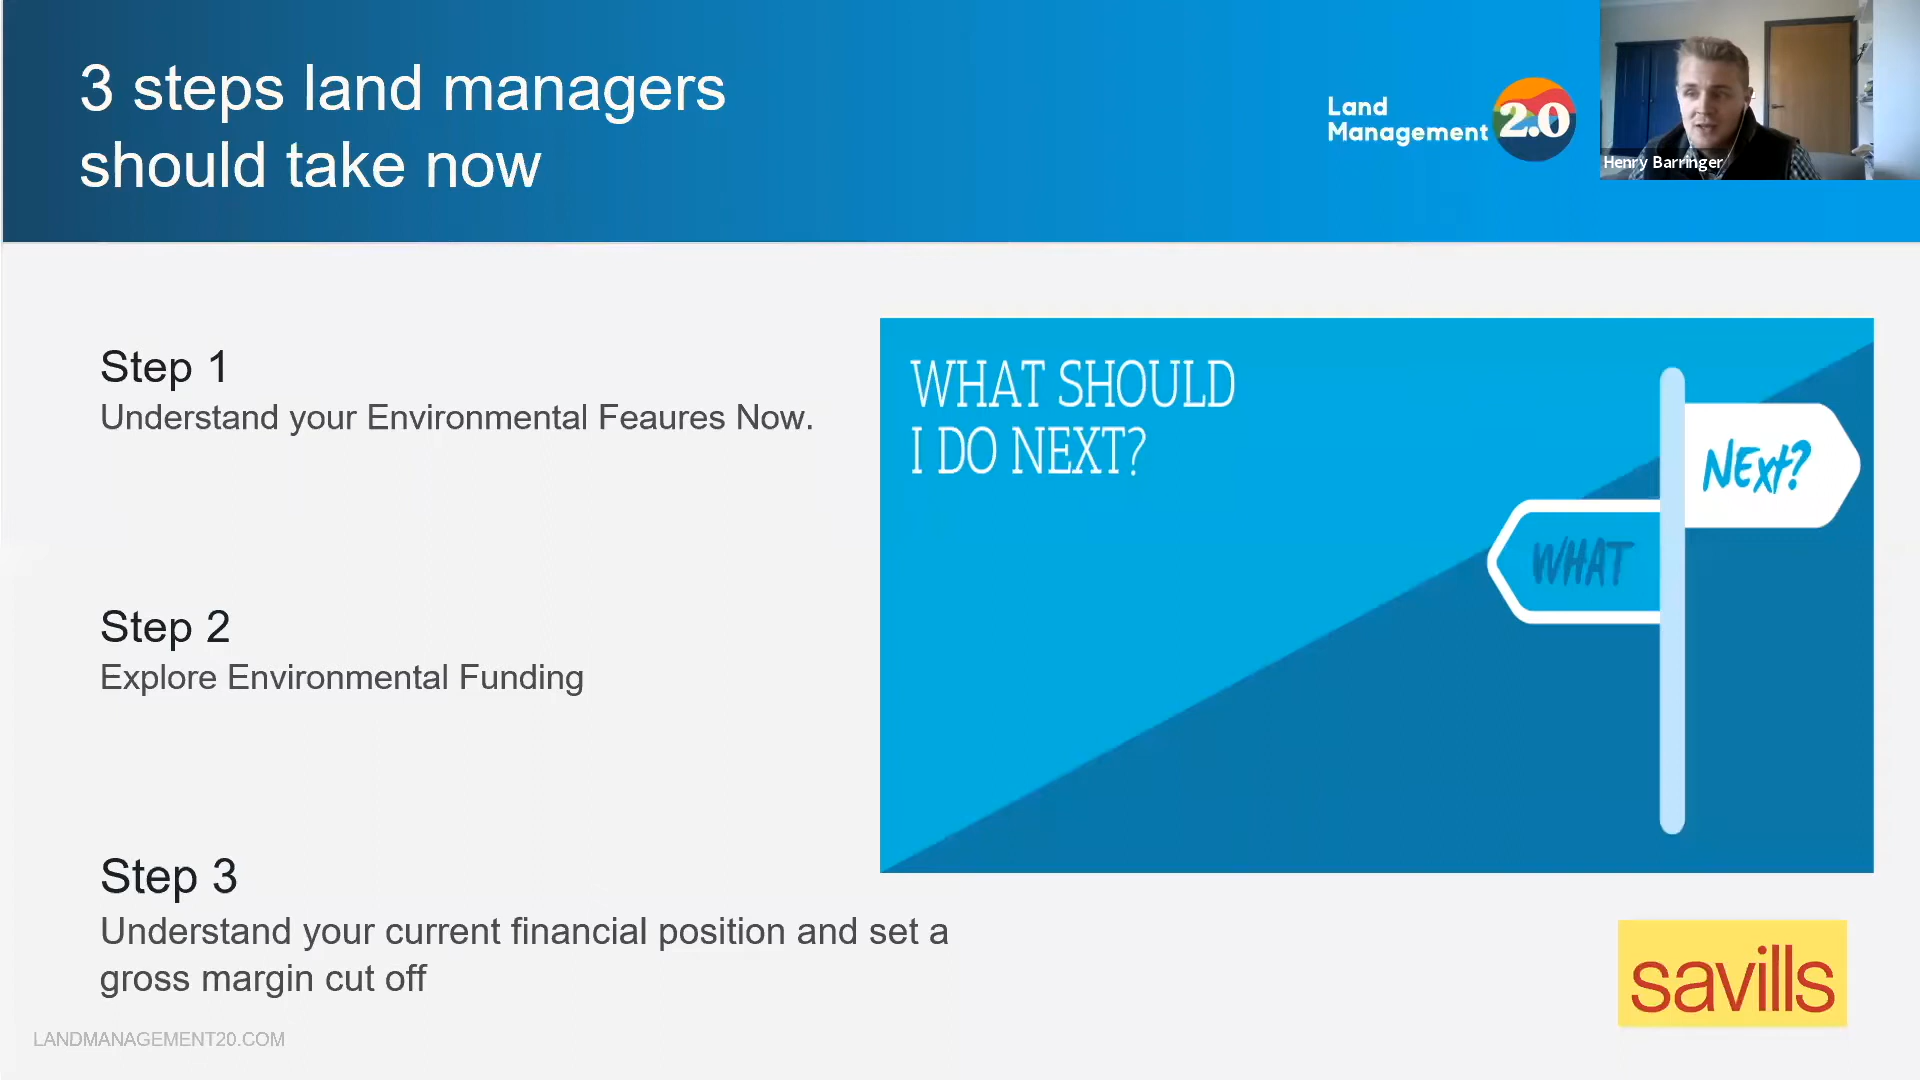 3 steps land managers
should take now
Land
Management
2.0
Henry Barringer
Step 1
Understand your Environmental Feaures Now.
WHAT SHOULD
I DO NEXT?
NExt?
WHAT
Step 2
Explore Environmental Funding
Step 3
Understand your current financial position and set a
gross margin cut off
savills
LANDMANAGEMENT20.COM